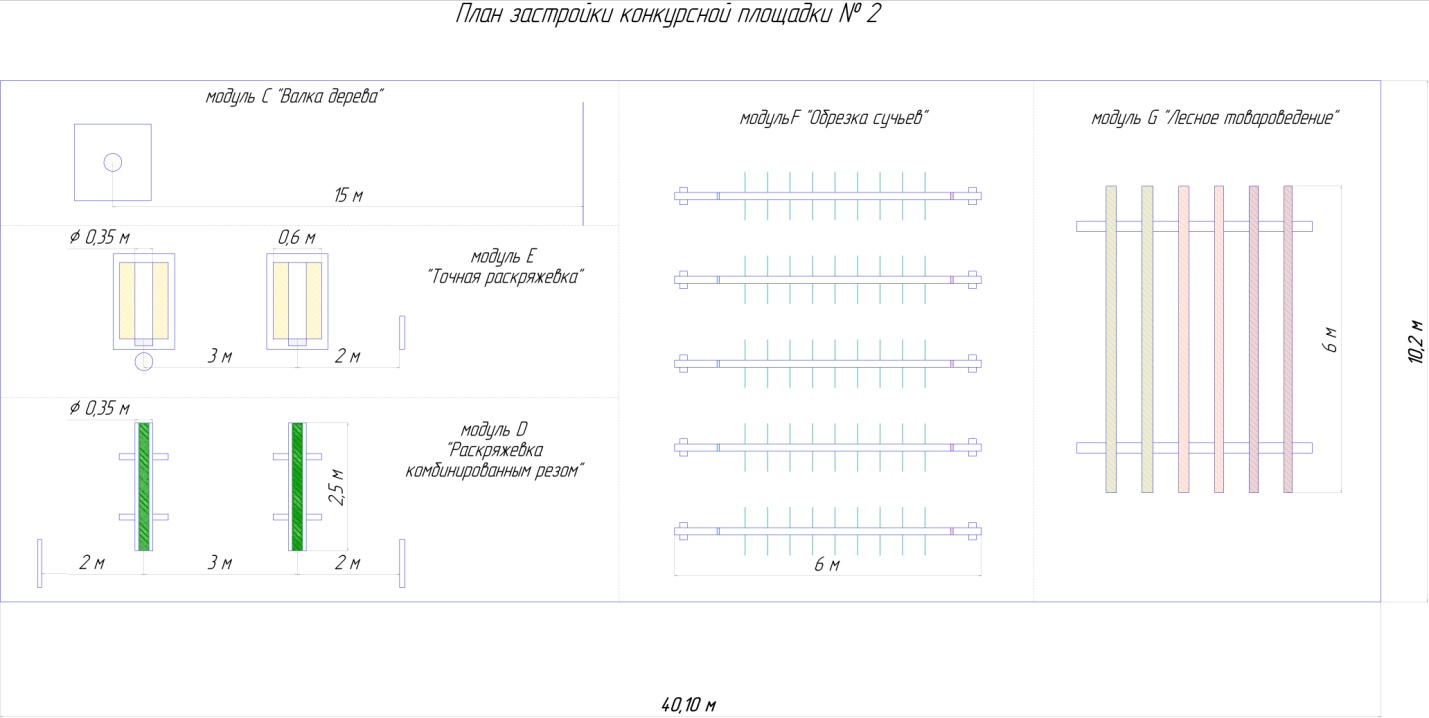 План застройки конкурсной площадки № 2
модуль С "Валка дерева"
15 м
модуль F "Обрезка сучьев"
модуль G "Лесное товароведение"
⌀ 0,35 м
0,6 м
модуль Е
"Точная раскряжевка"
3 м
2 м
6 м
10,2 м
⌀ 0,35 м
модуль D
"Раскряжевка
комбинированным резом"
2,5 м
2 м
3 м
2 м
6 м
40,10 м